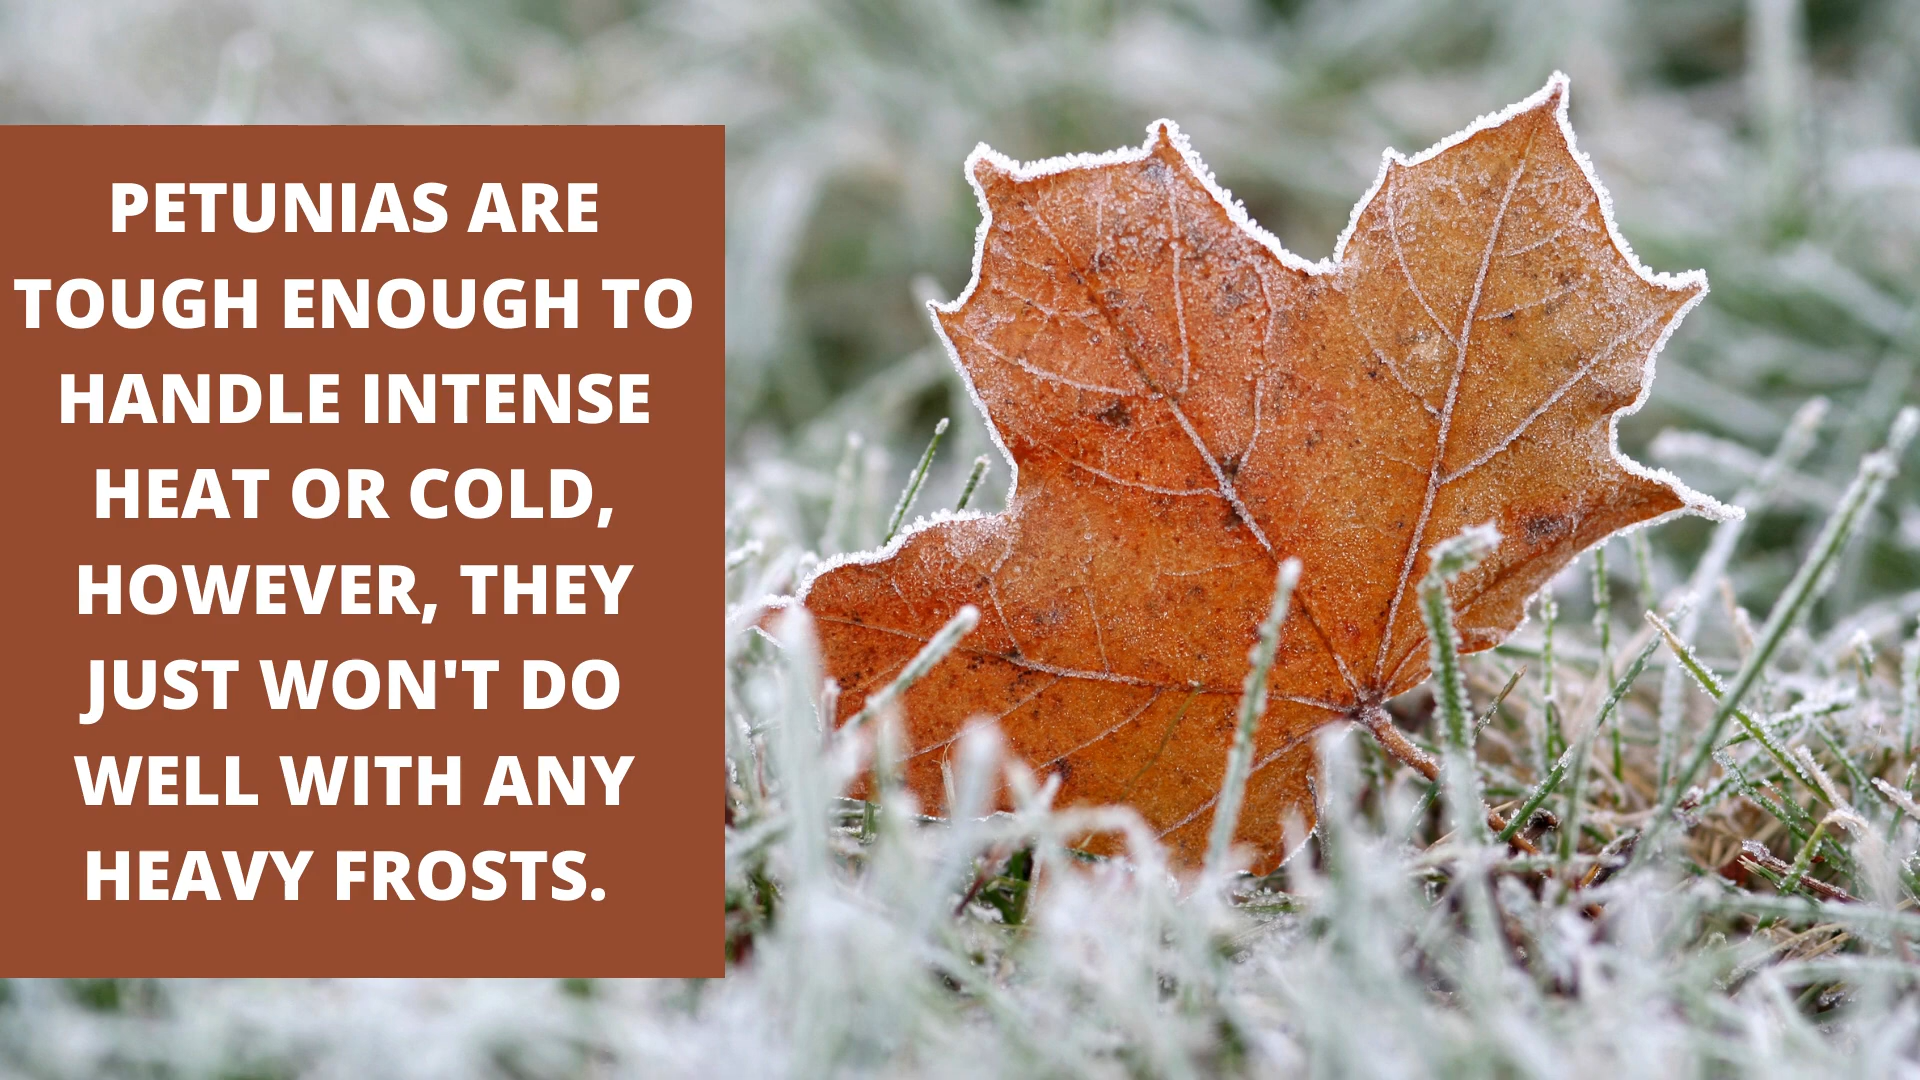 PETUNIAS ARE
TOUGH ENOUGH TO
HANDLE INTENSE
HEAT OR COLD,
HOWEVER, THEY
JUST WON'T DO
WELL WITH ANY
HEAVY FROSTS.